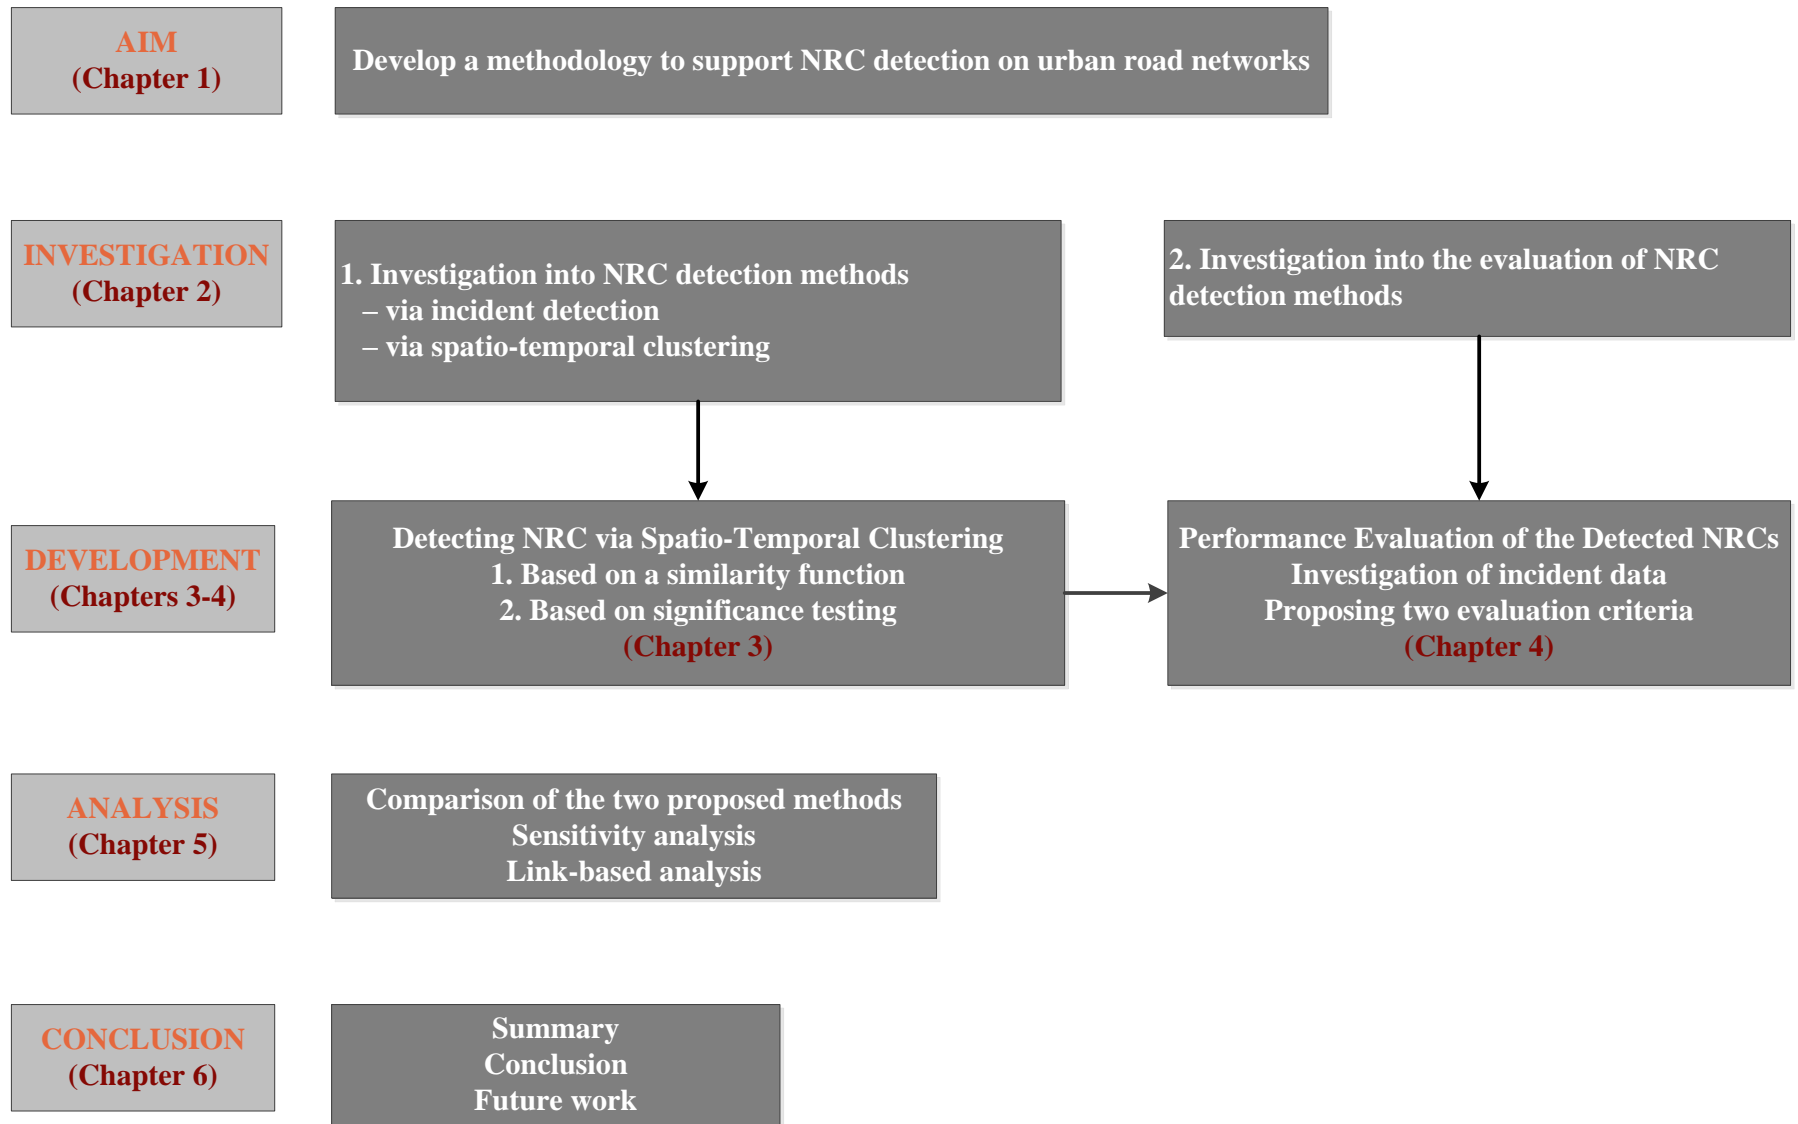 AIM
(Chapter 1)
Develop a methodology to support NRC detection on urban road networks
INVESTIGATION
(Chapter 2)
1. Investigation into NRC detection methods
– via incident detection
– via spatio-temporal clustering
2. Investigation into the evaluation of NRC
detection methods
DEVELOPMENT
(Chapters 3-4)
Detecting NRC via Spatio-Temporal Clustering
1. Based on a similarity function
2. Based on significance testing
(Chapter 3)
Performance Evaluation of the Detected NRCs
Investigation of incident data
Proposing two evaluation criteria
(Chapter 4)
ANALYSIS
(Chapter 5)
Comparison of the two proposed methods
Sensitivity analysis
Link-based analysis
CONCLUSION
(Chapter 6)
Summary
Conclusion
Future work